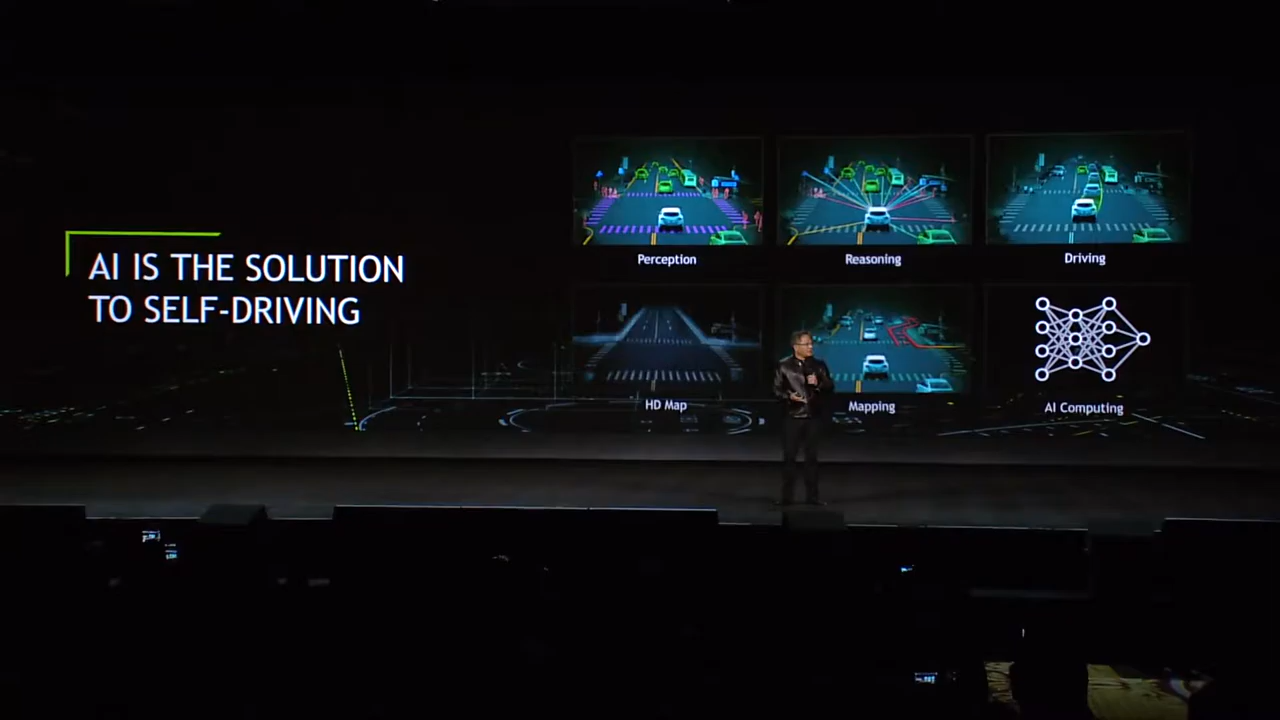 AI IS THE SOLUTION
TO SELF-DRIVING
Perception
Reasoning
Driving
HD Map
Mapping
AI Computing